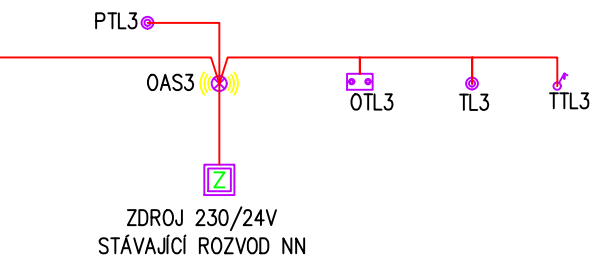 PTL3
OAS3
OTL3
TL3
TTL3
Z
ZDROJ 230/24V
STÁVAJÍCÍ ROZVOD NN